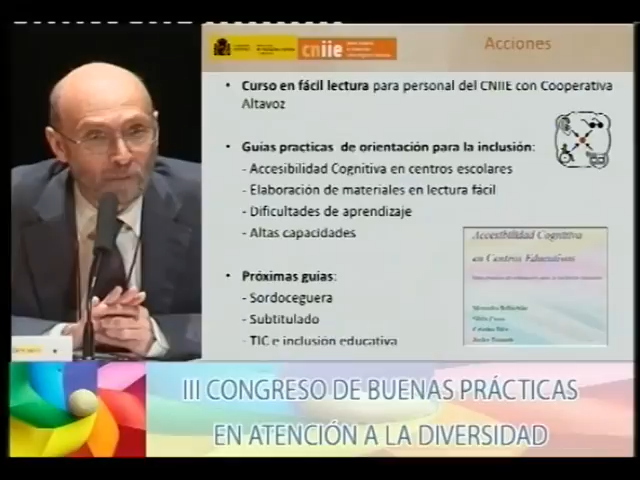 cniie
Acciones
• Curso en fácil lectura para personal del CNIIE con Cooperativa
Altavoz
• Guías practicas de orientación para la inclusión:
- Accesibilidad Cognitiva en centros escolares
- Elaboración de materiales en lectura fácil
- Dificultades de aprendizaje
- Altas capacidades
Accesibilidad Cognitiva
en Centros Educativos
• Próximas guías:
- Sordoceguera
- Subtitulado
- TIC e inclusión educativa
III CONGRESO DE BUENAS PRÁCTICAS
EN ATENCIÓN A LA DIVERSIDAD